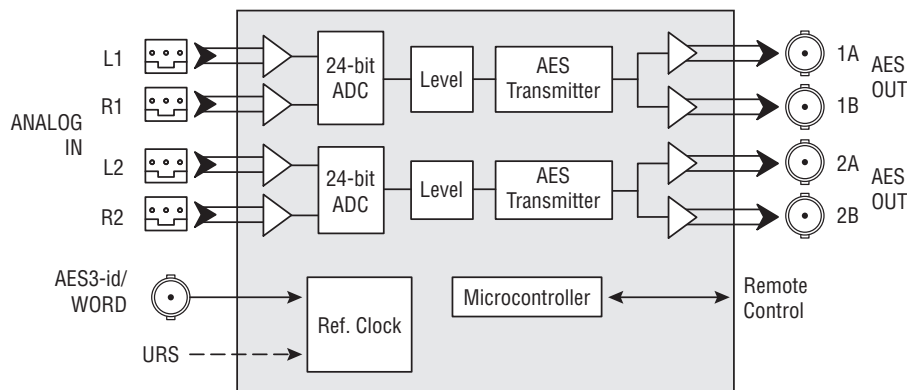 L1
R1
ANALOG
IN
L2
R2
24-bit
ADC
Level
AES
Transmitter
1A
1B
AES
OUT
24-bit
ADC
Level
AES
Transmitter
2A
2B
AES
OUT
AES3-id/
WORD
URS
Ref. Clock
Microcontroller
Remote
Control